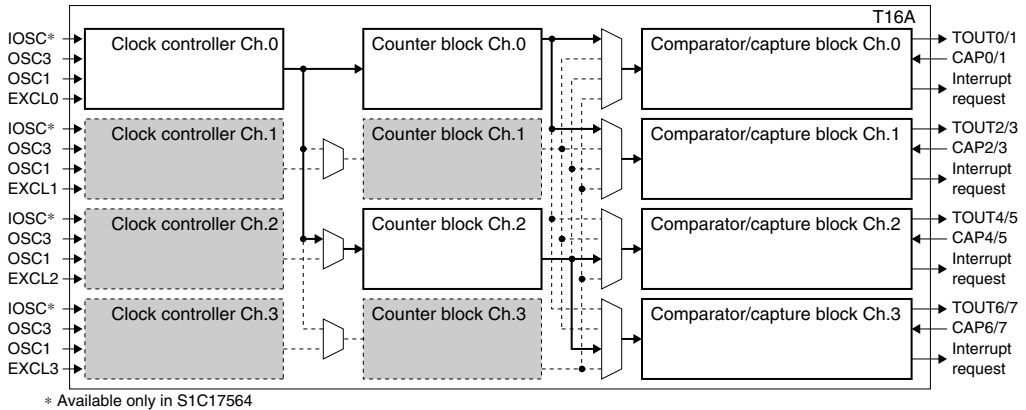 T16A
IOSC*
OSC3
OSC1
EXCL0
Clock controller Ch.0
Counter block Ch.0
Comparator/capture block Ch.0
TOUT0/1
CAP0/1
Interrupt
request
IOSC*
OSC3
OSC1
EXCL1
Clock controller Ch.1
Counter block Ch.1
Comparator/capture block Ch.1
TOUT2/3
CAP2/3
Interrupt
request
IOSC*
OSC3
OSC1
EXCL2
Clock controller Ch.2
Counter block Ch.2
Comparator/capture block Ch.2
TOUT4/5
CAP4/5
Interrupt
request
IOSC*
OSC3
OSC1
EXCL3
Clock controller Ch.3
Counter block Ch.3
Comparator/capture block Ch.3
TOUT6/7
CAP6/7
Interrupt
request
* Available only in S1C17564